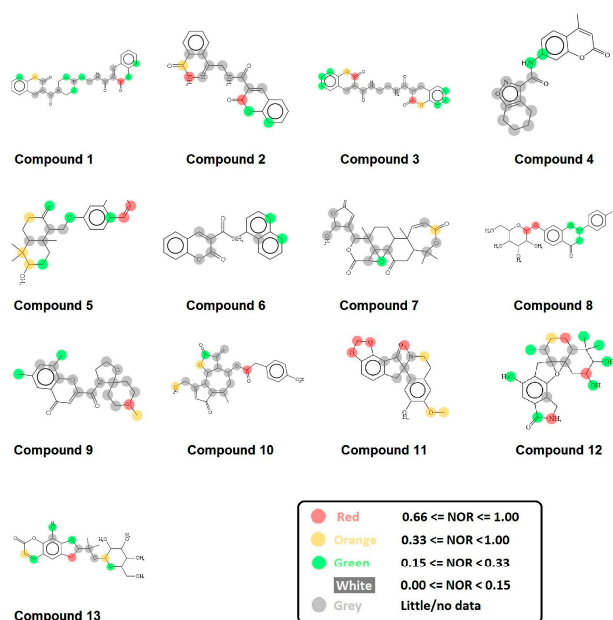 Compound 1
Compound 2
Compound 3
Compound 4
Compound 5
Compound 6
Compound 7
Compound 8
Compound 9
Compound 10
Compound 11
Compound 12
Compound 13
Red 0.66 <= NOR <= 1.00
Orange 0.33 <= NOR <1.00
Green 0.15 <= NOR <0.33
White 0.00 <= NOR < 0.15
Grey Little/no data